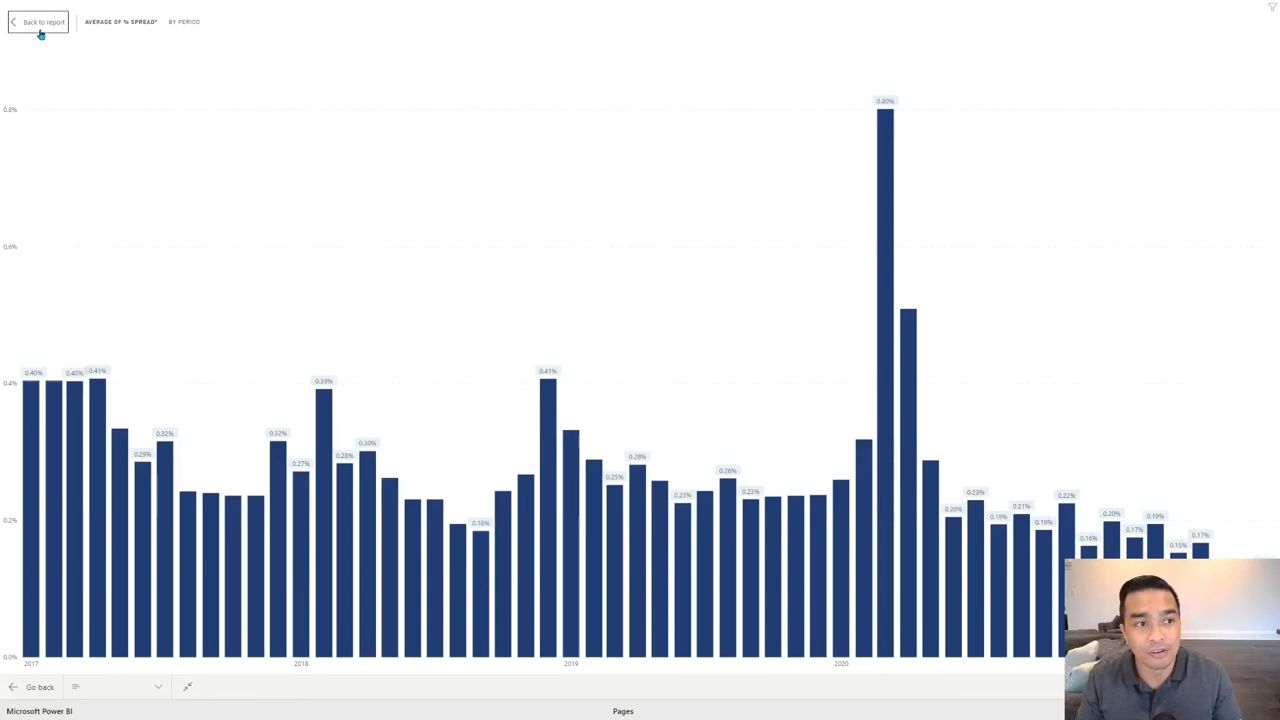 Back to report
AVERAGE OF % SPREAD* BY PERIOD
0.80%
0.8%
0.6%
0.4%
0.2%
0.0%
0.40% 0.40% 0.41% 0.29% 0.32% 0.32% 0.27% 0.39% 0.28% 0.30% 0.18% 0.41% 0.25% 0.28% 0.23% 0.26% 0.23% 0.20% 0.23% 0.19% 0.21% 0.19% 0.22% 0.16% 0.20% 0.17% 0.19% 0.15% 0.17%
2017 2018 2019 2020
Go back
Microsoft Power BI Pages